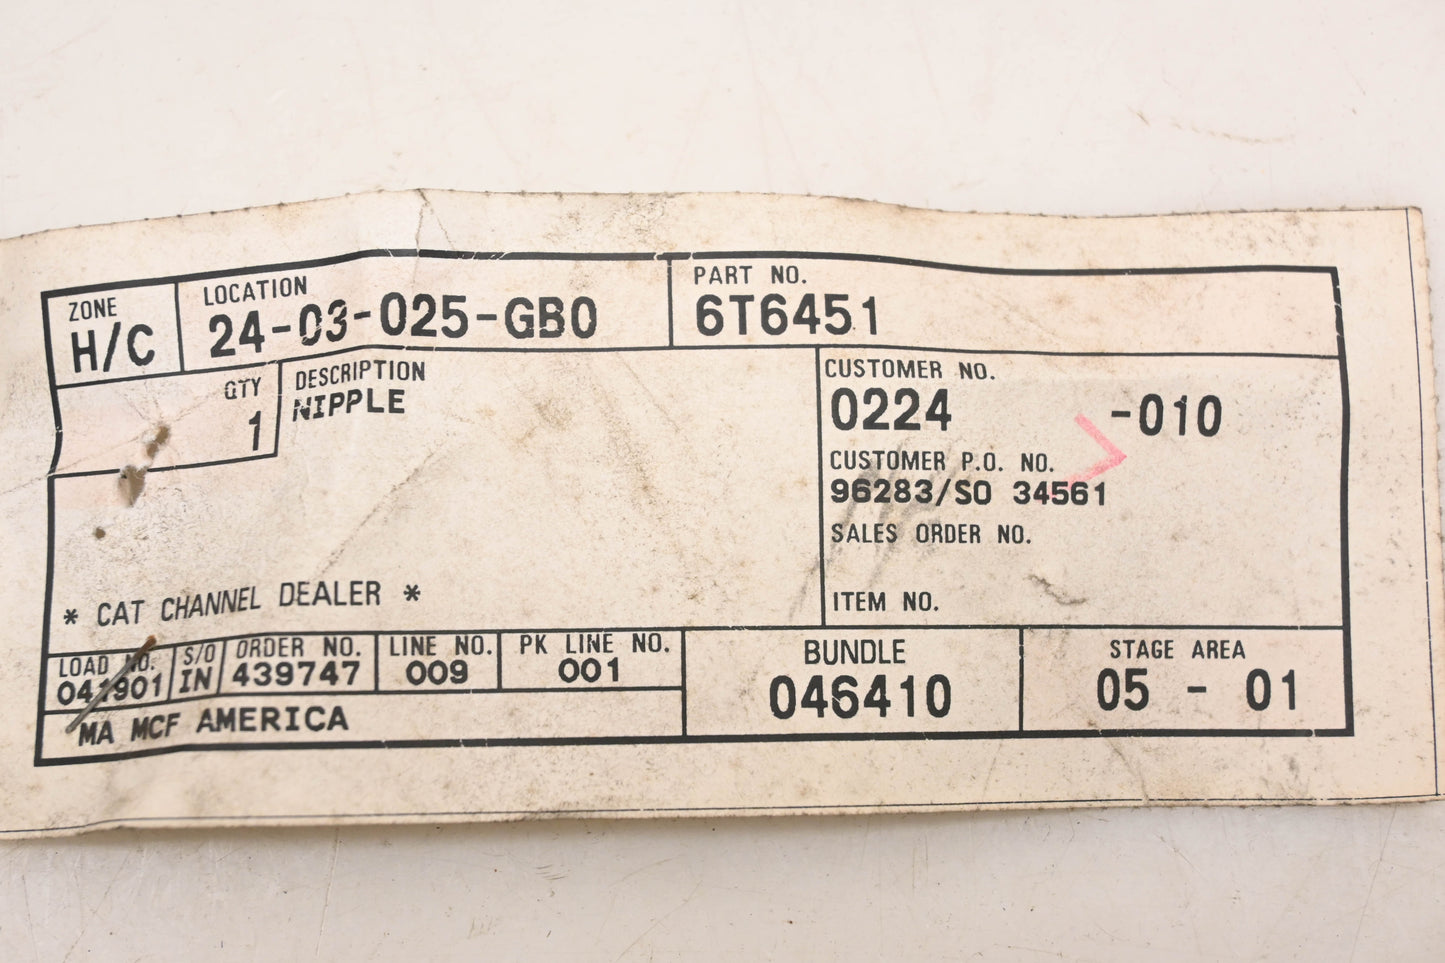 ZONE LOCATION PART NO.
H/C 24-03-025-GB0 6T6451
QTY DESCRIPTION CUSTOMER NO.
1 NIPPLE 0224 -010
CUSTOMER P.O. NO.
96283/SO 34561
SALES ORDER NO.
ITEM NO.
* CAT CHANNEL DEALER *
LOAD NO. S/O ORDER NO. LINE NO. PK LINE NO. BUNDLE STAGE AREA
041901 IN 439747 009 001 046410 05 - 01
MA MCF AMERICA